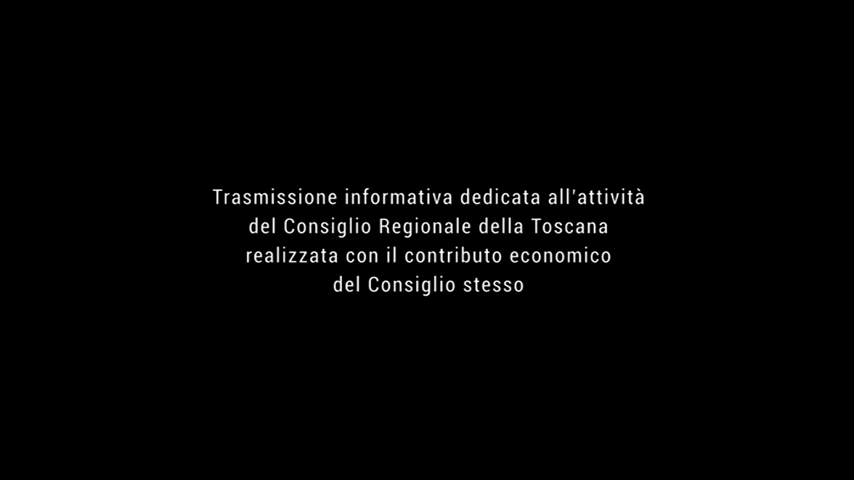 Trasmissione informativa dedicata all'attività
del Consiglio Regionale della Toscana
realizzata con il contributo economico
del Consiglio stesso